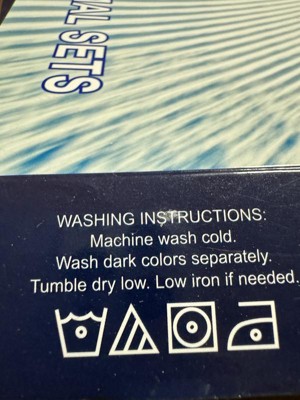 SETS
WASHING INSTRUCTIONS:
Machine wash cold.
Wash dark colors separately.
Tumble dry low. Low iron if needed.